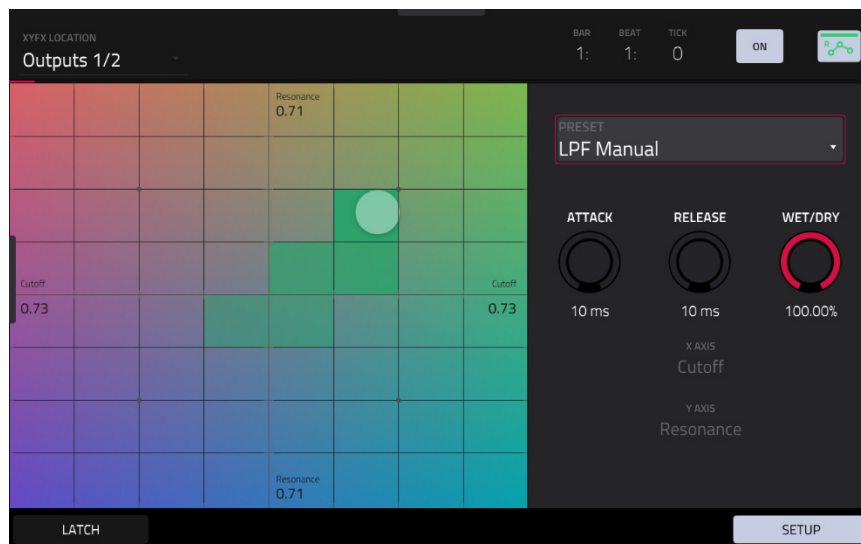 XYFX LOCATION
Outputs 1/2
BAR BEAT TICK
1: 1: 0
ON
R
Resonance
0.71
Cutoff
0.73
Cutoff
0.73
Resonance
0.71
PRESET
LPF Manual
ATTACK RELEASE WET/DRY
10 ms 10 ms 100.00%
X AXIS
Cutoff
Y AXIS
Resonance
LATCH
SETUP